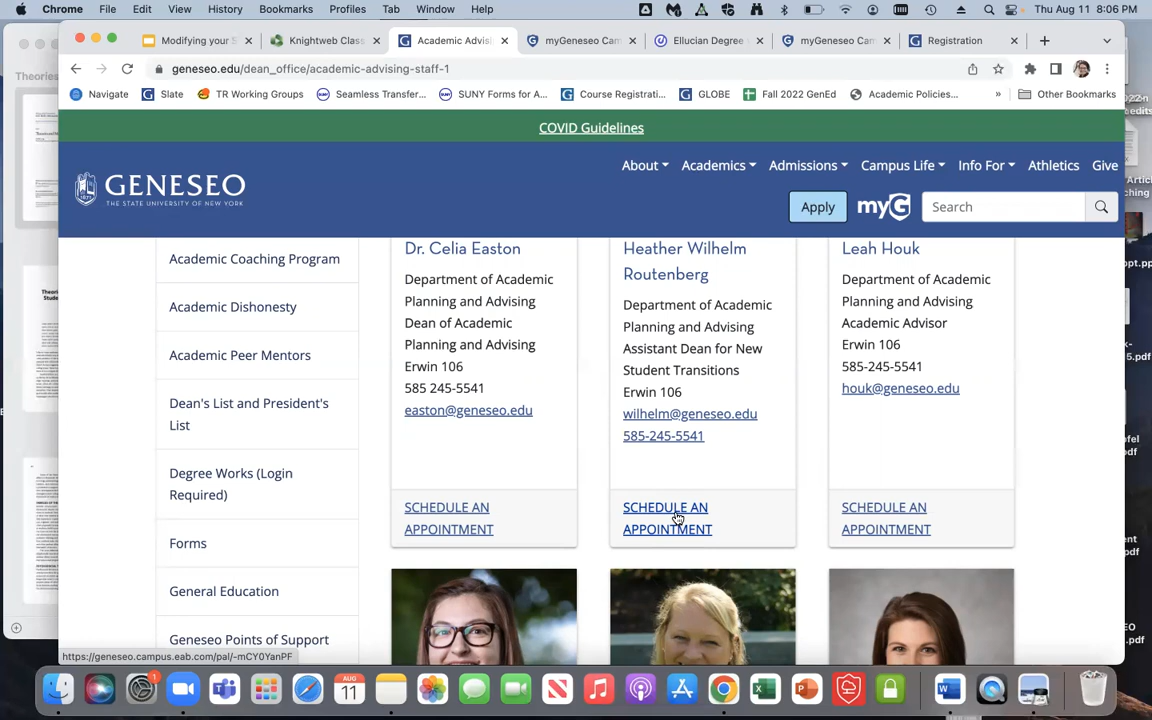 Chrome File Edit View History Bookmarks Profiles Tab Window Help Thu Aug 11 8:06 PM
Modifying your S Knightweb Class Academic Advisi myGeneseo Cam Ellucian Degree myGeneseo Cam Registration
geneseo.edu/dean_office/academic-advising-staff-1
Navigate Slate TR Working Groups Seamless Transfer... SUNY Forms for A... Course Registrati... GLOBE Fall 2022 GenEd Academic Policies... » Other Bookmarks
COVID Guidelines
About Academics Admissions Campus Life Info For Athletics Give
GENESEO
THE STATE UNIVERSITY OF NEW YORK
Apply myG Search
Academic Coaching Program
Academic Dishonesty
Academic Peer Mentors
Dean's List and President's
List
Degree Works (Login
Required)
Forms
General Education
Geneseo Points of Support
Dr. Celia Easton
Department of Academic
Planning and Advising
Dean of Academic
Planning and Advising
Erwin 106
585 245-5541
easton@geneseo.edu
SCHEDULE AN
APPOINTMENT
Heather Wilhelm
Routenberg
Department of Academic
Planning and Advising
Assistant Dean for New
Student Transitions
Erwin 106
wilhelm@geneseo.edu
585-245-5541
SCHEDULE AN
APPOINTMENT
Leah Houk
Department of Academic
Planning and Advising
Academic Advisor
Erwin 106
585-245-5541
houk@geneseo.edu
SCHEDULE AN
APPOINTMENT
https://geneseo.campus.eab.com/pal/-mCY0YanPF
Theories
AUG
11
1